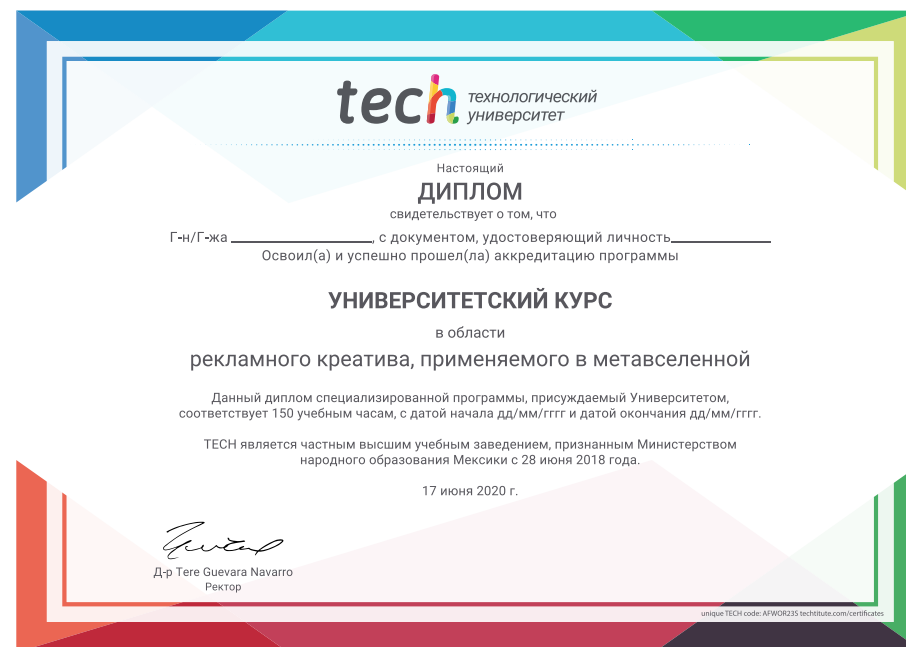 tech технологический
университет
Настоящий
ДИПЛОМ
свидетельствует о том, что
Г-н/Г-жа ____________________, с документом, удостоверяющий личность______________
Освоил(а) и успешно прошел(ла) аккредитацию программы
УНИВЕРСИТЕТСКИЙ КУРС
в области
рекламного креатива, применяемого в метавселенной
Данный диплом специализированной программы, присуждаемый Университетом,
соответствует 150 учебным часам, с датой начала дд/мм/гггг и датой окончания дд/мм/гггг.
TECH является частным высшим учебным заведением, признанным Министерством
народного образования Мексики с 28 июня 2018 года.
17 июня 2020 г.
Д-р Tere Guevara Navarro
Ректор
unique TECH code: AFWOR23S techtitute.com/certificates